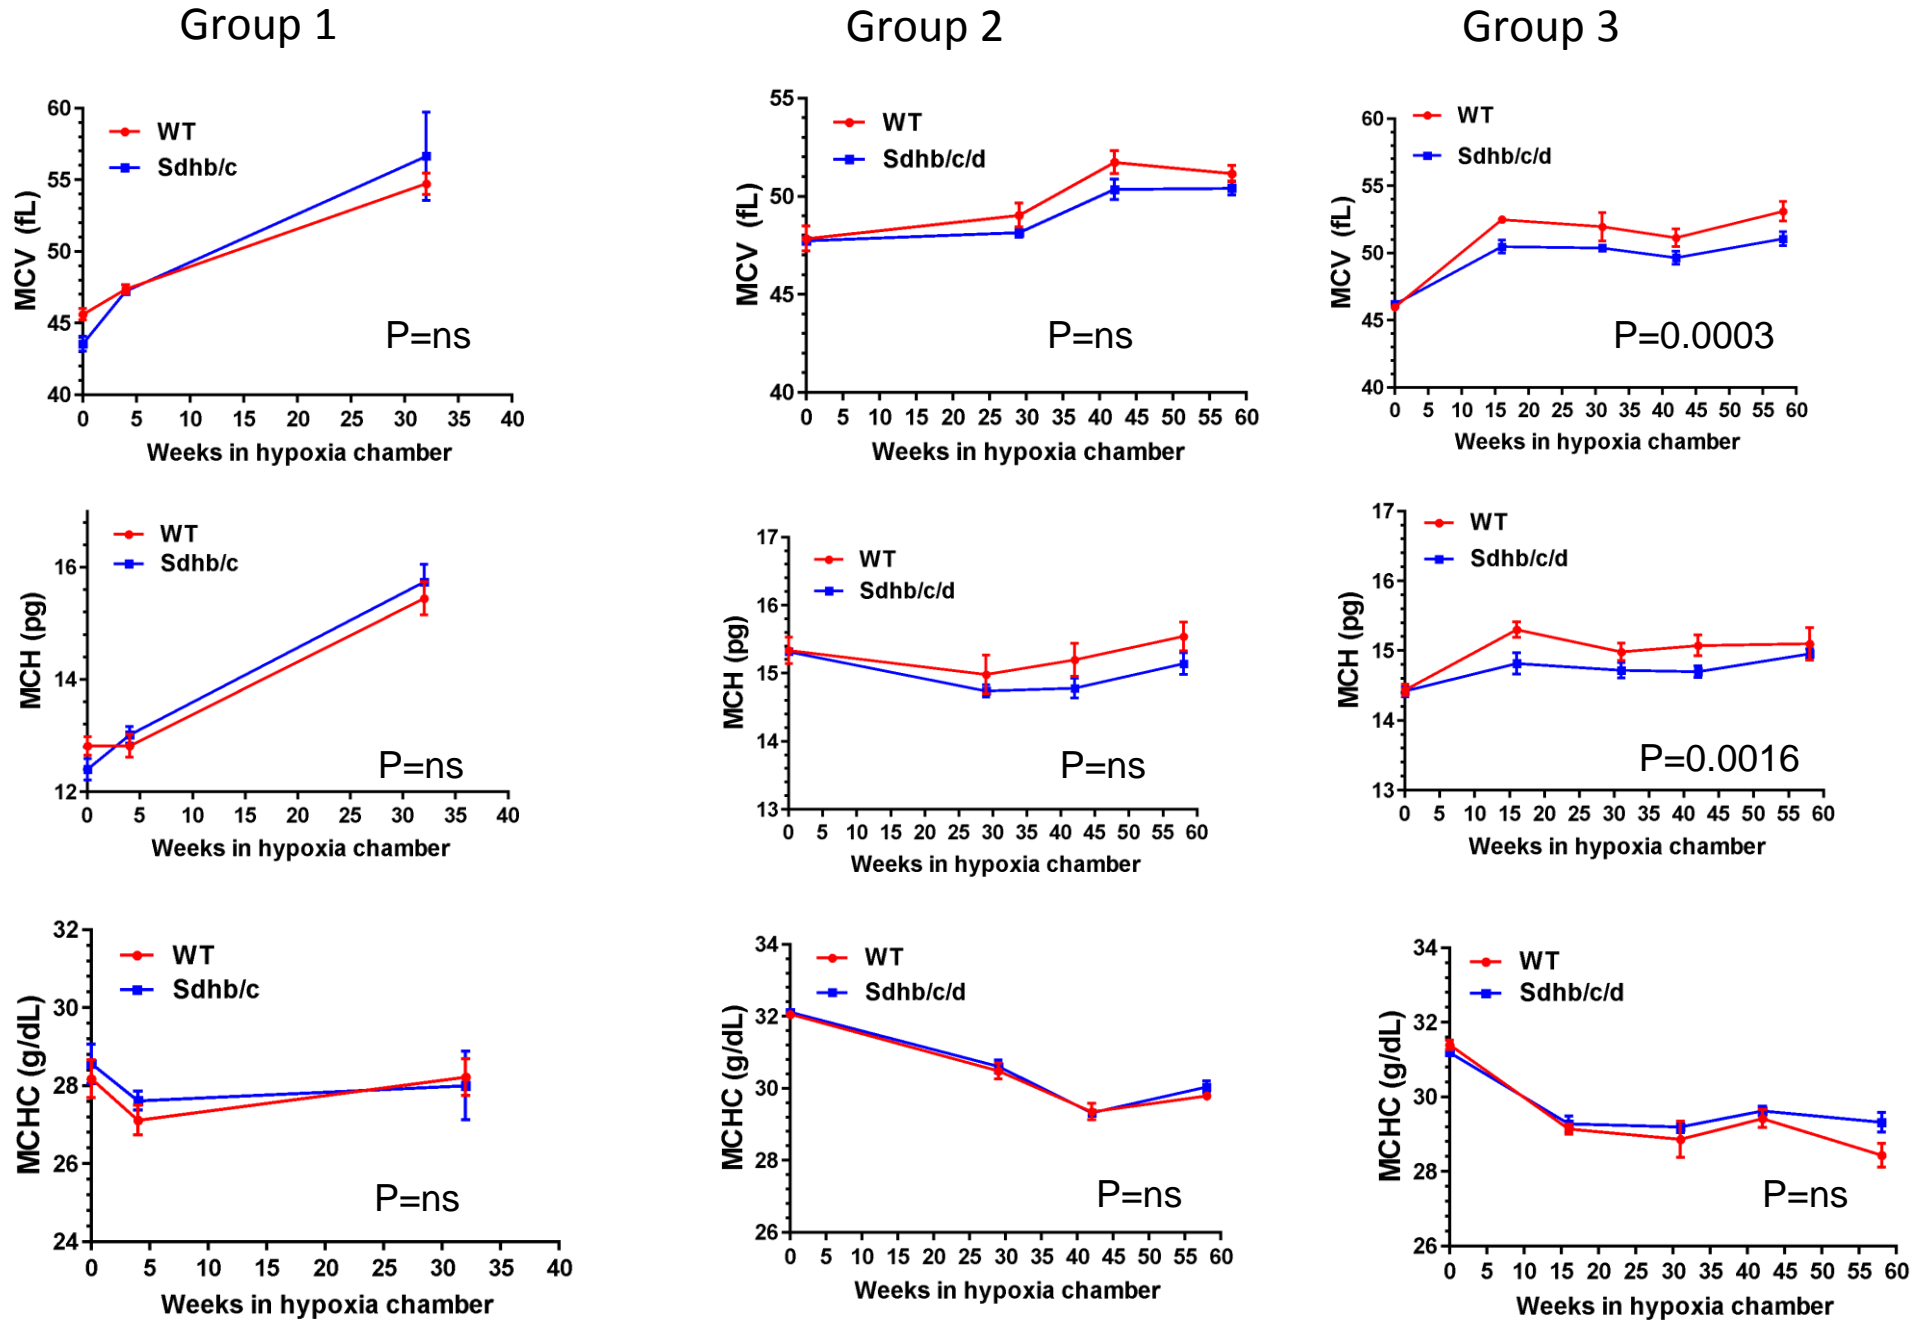 Group 1
Group 2
Group 3
60
55
50
45
40
MCV (fL)
WT
Sdhb/c
P=ns
0 5 10 15 20 25 30 35 40
Weeks in hypoxia chamber
55
50
45
40
MCV (fL)
WT
Sdhb/c/d
P=ns
0 5 10 15 20 25 30 35 40 45 50 55 60
Weeks in hypoxia chamber
60
55
50
45
40
MCV (fL)
WT
Sdhb/c/d
P=0.0003
0 5 10 15 20 25 30 35 40 45 50 55 60
Weeks in hypoxia chamber
16
14
12
MCH (pg)
WT
Sdhb/c
P=ns
0 5 10 15 20 25 30 35 40
Weeks in hypoxia chamber
17
16
15
14
13
MCH (pg)
WT
Sdhb/c/d
P=ns
0 5 10 15 20 25 30 35 40 45 50 55 60
Weeks in hypoxia chamber
17
16
15
14
13
MCH (pg)
WT
Sdhb/c/d
P=0.0016
0 5 10 15 20 25 30 35 40 45 50 55 60
Weeks in hypoxia chamber
32
30
28
26
24
MCHC (g/dL)
WT
Sdhb/c
P=ns
0 5 10 15 20 25 30 35 40
Weeks in hypoxia chamber
34
32
30
28
26
MCHC (g/dL)
WT
Sdhb/c/d
P=ns
0 5 10 15 20 25 30 35 40 45 50 55 60
Weeks in hypoxia chamber
34
32
30
28
26
MCHC (g/dL)
WT
Sdhb/c/d
P=ns
0 5 10 15 20 25 30 35 40 45 50 55 60
Weeks in hypoxia chamber